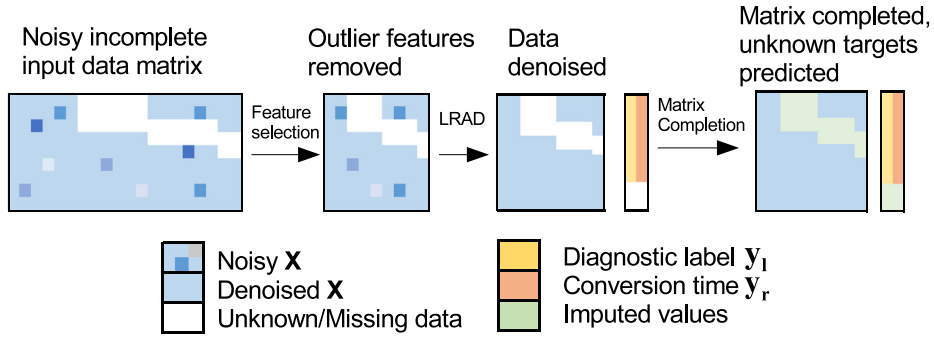 Noisy incomplete
input data matrix
Outlier features
removed
Data
denoised
Matrix completed,
unknown targets
predicted
Feature
selection
LRAD
Matrix
Completion
Noisy X
Denoised X
Unknown/Missing data
Diagnostic label y_l
Conversion time y_r
Imputed values